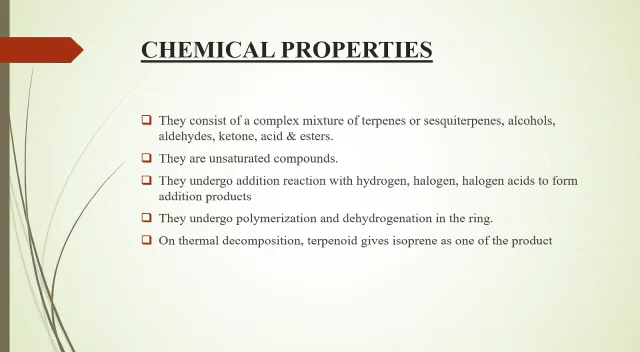 CHEMICAL PROPERTIES
They consist of a complex mixture of terpenes or sesquiterpenes, alcohols,
aldehydes, ketone, acid & esters.
They are unsaturated compounds.
They undergo addition reaction with hydrogen, halogen, halogen acids to form
addition products
They undergo polymerization and dehydrogenation in the ring.
On thermal decomposition, terpenoid gives isoprene as one of the product